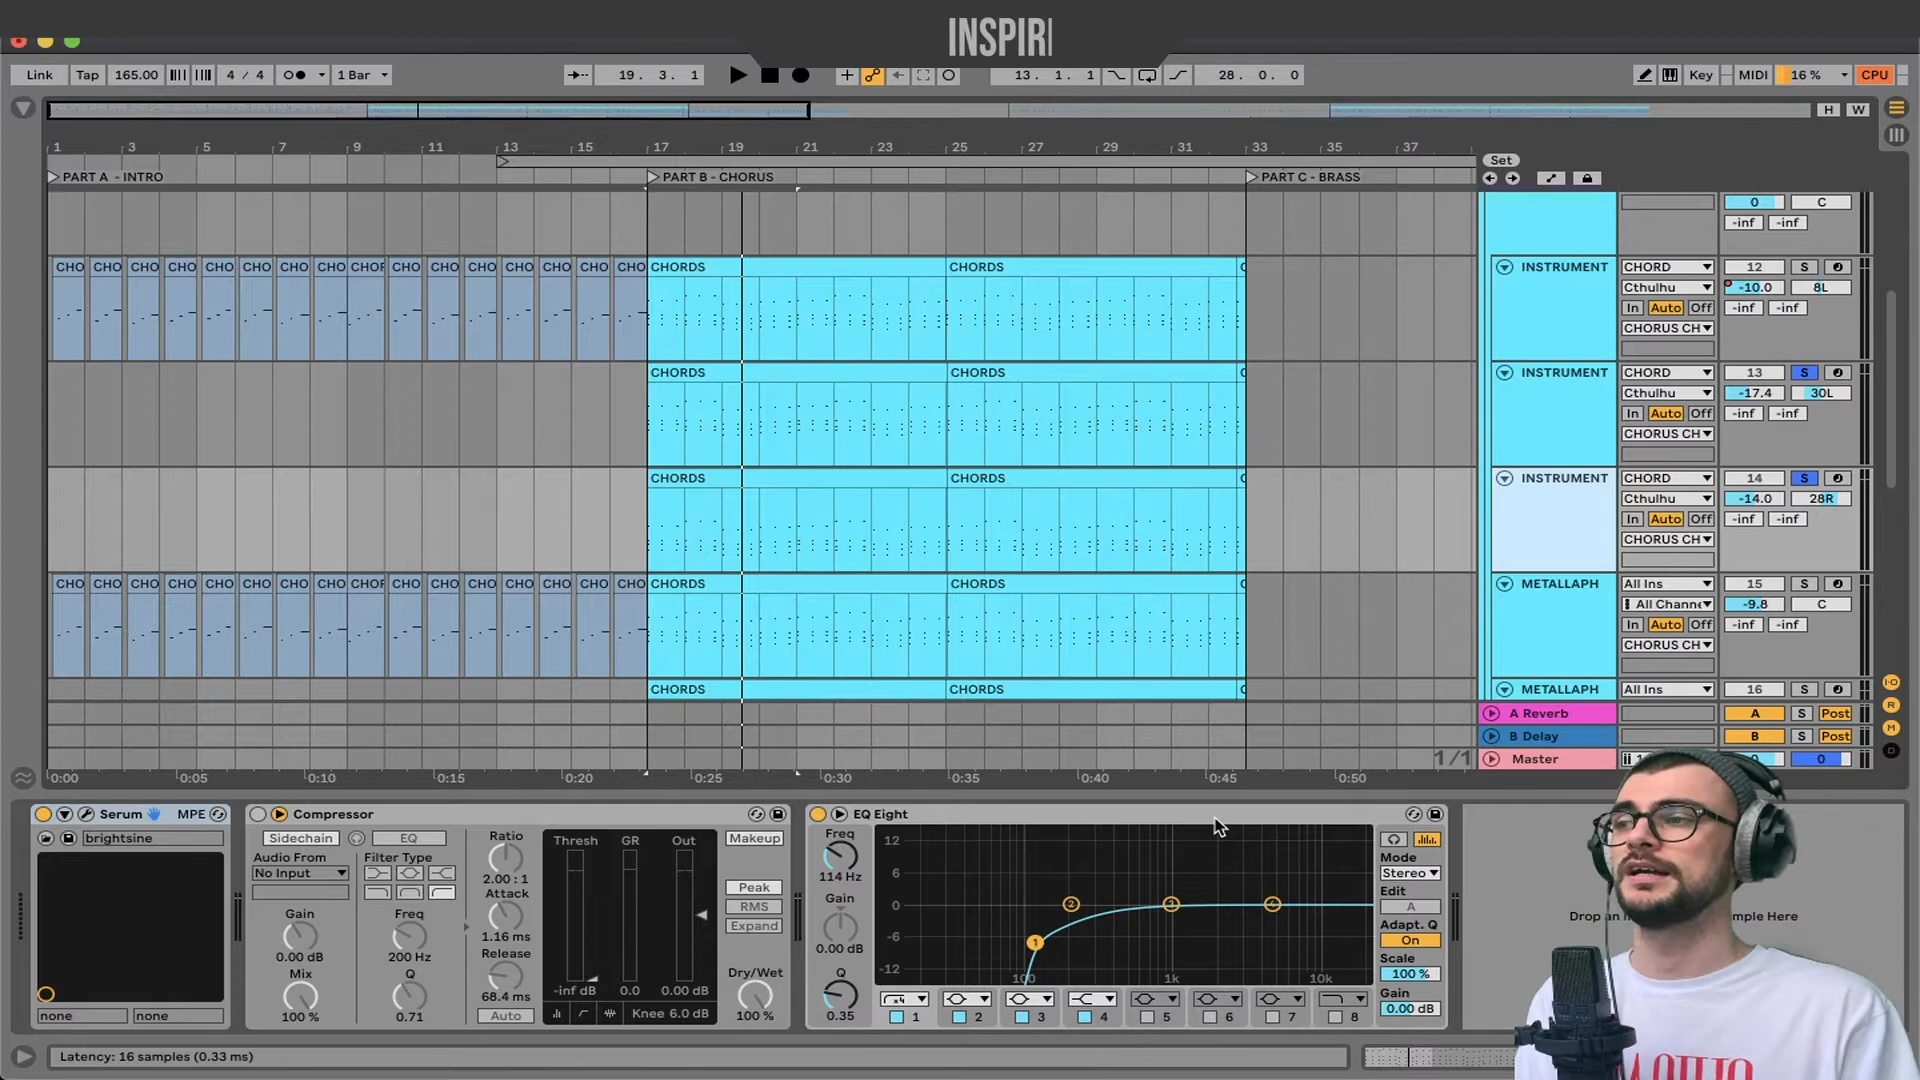 INSPIR
Link Tap 165.00 4 / 4 1 Bar 19. 3. 1 13. 1. 1 28. 0. 0 Key MIDI 16 % CPU
H W
1 3 5 7 9 11 13 15 17 19 21 23 25 27 29 31 33 35 37
Set
PART A - INTRO PART B - CHORUS PART C - BRASS
0 C
-inf -inf
CHO CHO CHO CHO CHO CHO CHO CHO CHOF CHO CHO CHO CHO CHO CHO CHO CHORDS CHORDS INSTRUMENT CHORD 12 S
Cthulhu -10.0 8L
In Auto Off -inf -inf
CHORUS CH
CHORDS CHORDS INSTRUMENT CHORD 13 S
Cthulhu -17.4 30L
In Auto Off -inf -inf
CHORUS CH
CHORDS CHORDS INSTRUMENT CHORD 14 S
Cthulhu -14.0 28R
In Auto Off -inf -inf
CHORUS CH
CHO CHO CHO CHO CHO CHO CHO CHO CHOF CHO CHO CHO CHO CHO CHO CHO CHORDS CHORDS METALLAPH All Ins 15 S
All Channe -9.8 C
In Auto Off -inf -inf
CHORUS CH
CHORDS CHORDS METALLAPH All Ins 16 S
A Reverb A S Post
B Delay B S Post
1/1 Master 0
0:00 0:05 0:10 0:15 0:20 0:25 0:30 0:35 0:40 0:45 0:50
Serum MPE Compressor EQ Eight
brightsine
none none
Sidechain EQ
Audio From Filter Type
No Input
Gain Freq
0.00 dB 200 Hz
Mix Q
100 % 0.71
Ratio
2.00 : 1
Attack
1.16 ms
Release
68.4 ms
Auto
Thresh GR Out
-inf dB 0.0 0.00 dB
Knee 6.0 dB
Makeup
Peak
RMS
Expand
Dry/Wet
100 %
Freq
114 Hz
Gain
0.00 dB
Q
0.35
12
6
0
-6
-12
1 2 3 4
100 1k 10k
x4
1 2 3 4 5 6 7 8
Mode
Stereo
Edit
A
Adapt. Q
On
Scale
100 %
Gain
0.00 dB
Latency: 16 samples (0.33 ms)